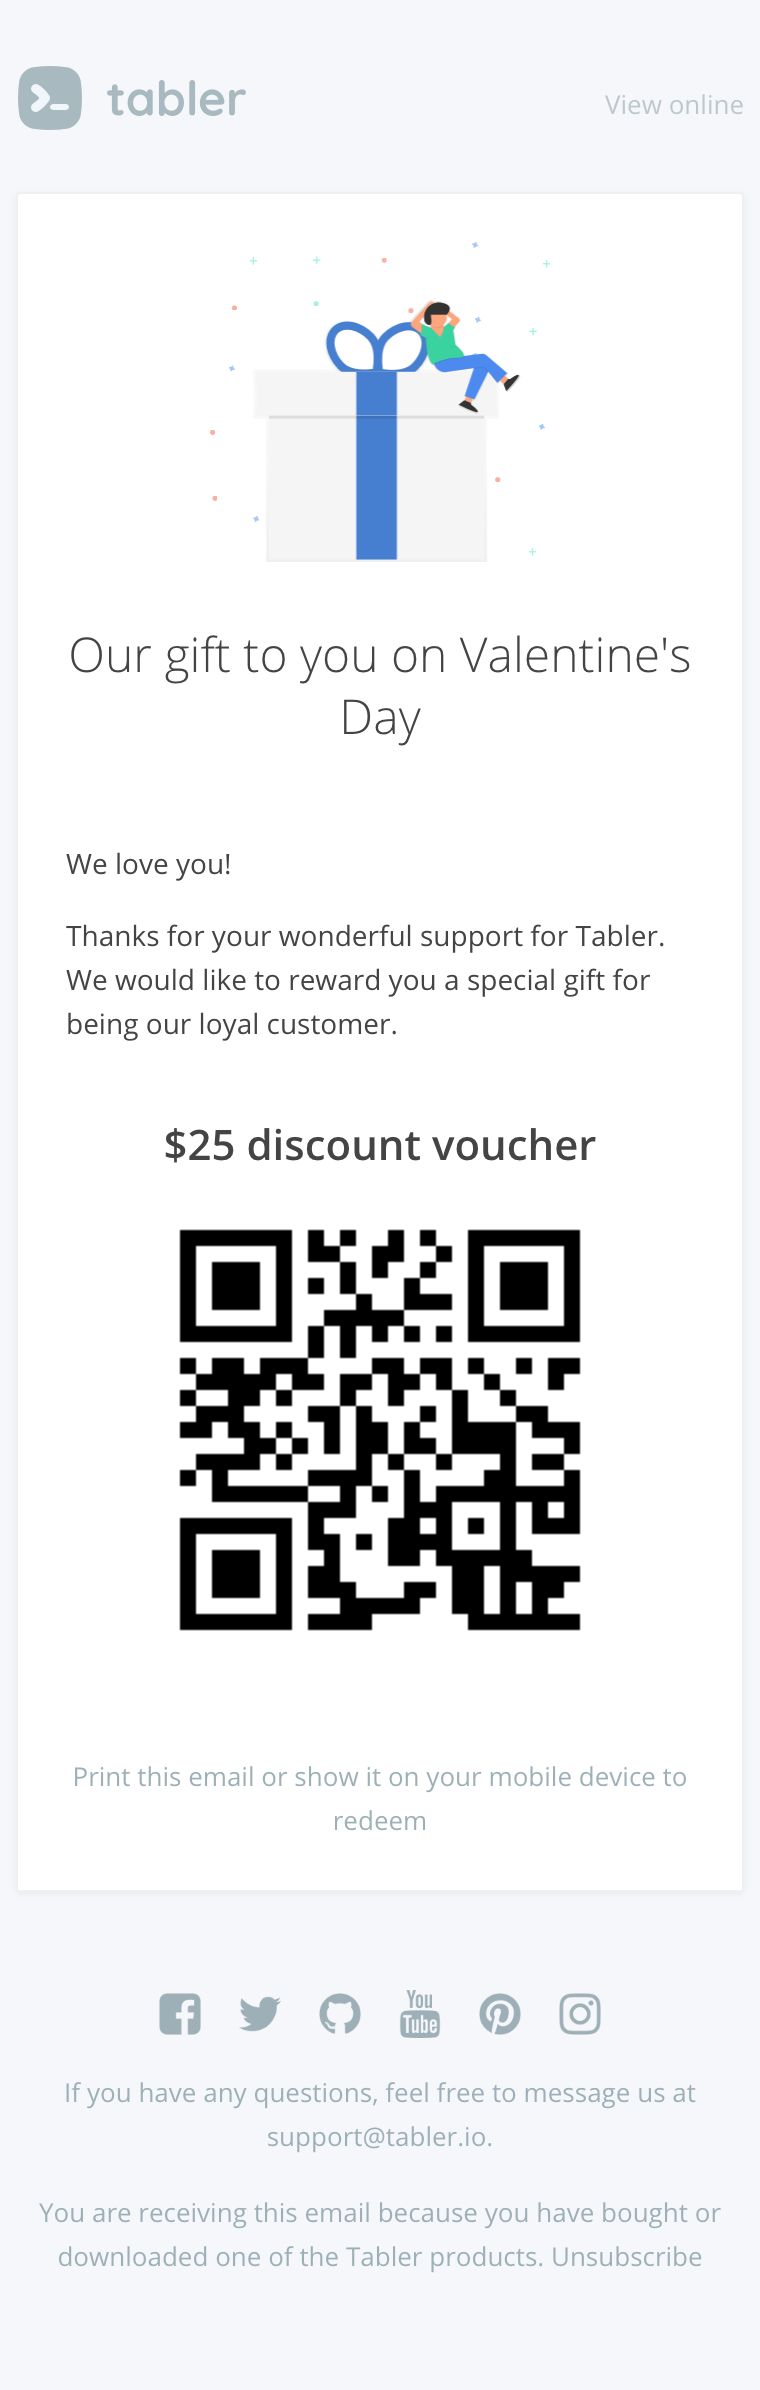 tabler
View online
Our gift to you on Valentine's
Day
We love you!
Thanks for your wonderful support for Tabler.
We would like to reward you a special gift for
being our loyal customer.
$25 discount voucher
Print this email or show it on your mobile device to
redeem
You
Tube
If you have any questions, feel free to message us at
support@tabler.io.
You are receiving this email because you have bought or
downloaded one of the Tabler products. Unsubscribe